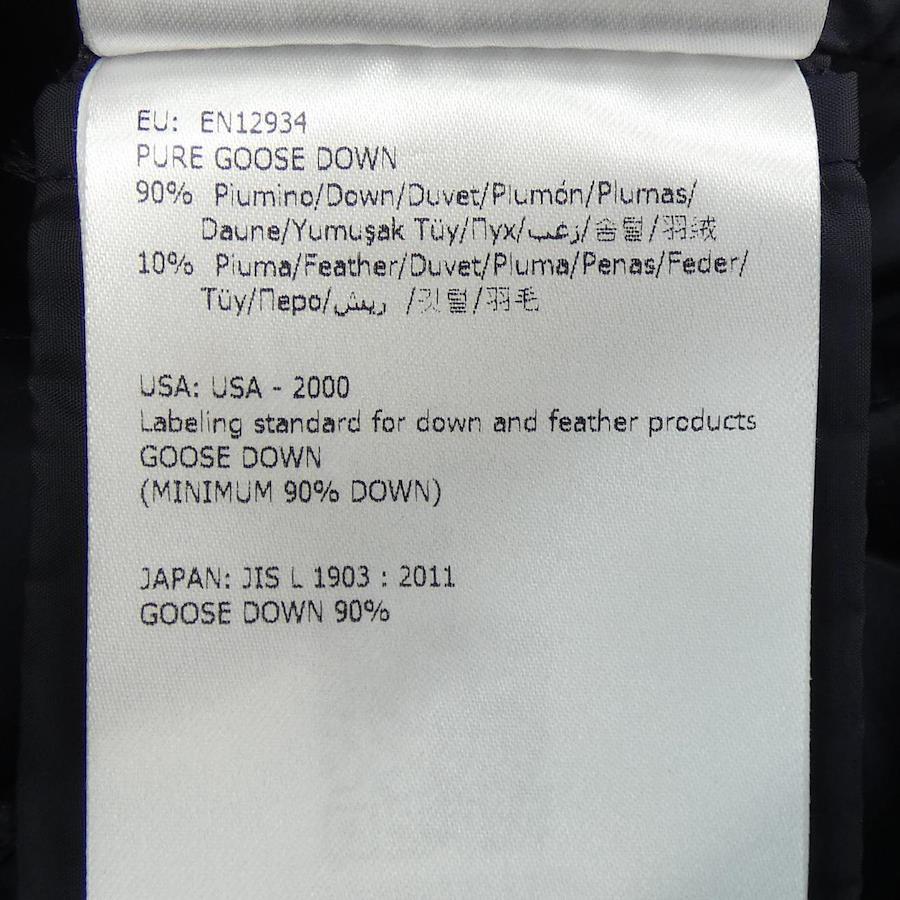 EU: EN12934
PURE GOOSE DOWN
90% Piumino/Down/Duvet/Plumón/Plumas/
Daune/Yumuşak Tüy/Пух/زغب/솜털/羽绒
10% Piuma/Feather/Duvet/Pluma/Penas/Feder/
Tüy/Перо/ريش /깃털/羽毛
USA: USA - 2000
Labeling standard for down and feather products
GOOSE DOWN
(MINIMUM 90% DOWN)
JAPAN: JIS L 1903 : 2011
GOOSE DOWN 90%